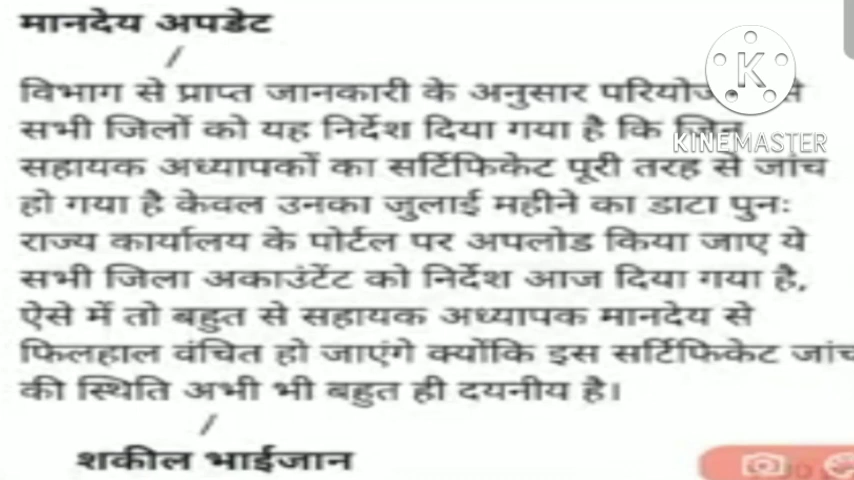 मानदेय अपडेट
/
विभाग से प्राप्त जानकारी के अनुसार से
सभी जिलों को यह निर्देश दिया गया है कि जिन
सहायक अध्यापकों का सर्टिफिकेट पूरी तरह से जांच
हो गया है केवल उनका जुलाई महीने का डाटा पुनः
राज्य कार्यालय के पोर्टल पर अपलोड किया जाए ये
सभी जिला अकाउंटेंट को निर्देश आज दिया गया है,
ऐसे में तो बहुत से सहायक अध्यापक मानदेय से
फिलहाल वंचित हो जाएंगे क्योंकि इस सर्टिफिकेट जांच
की स्थिति अभी भी बहुत ही दयनीय है।
/
शकील भाईजान
K
KINEMASTER